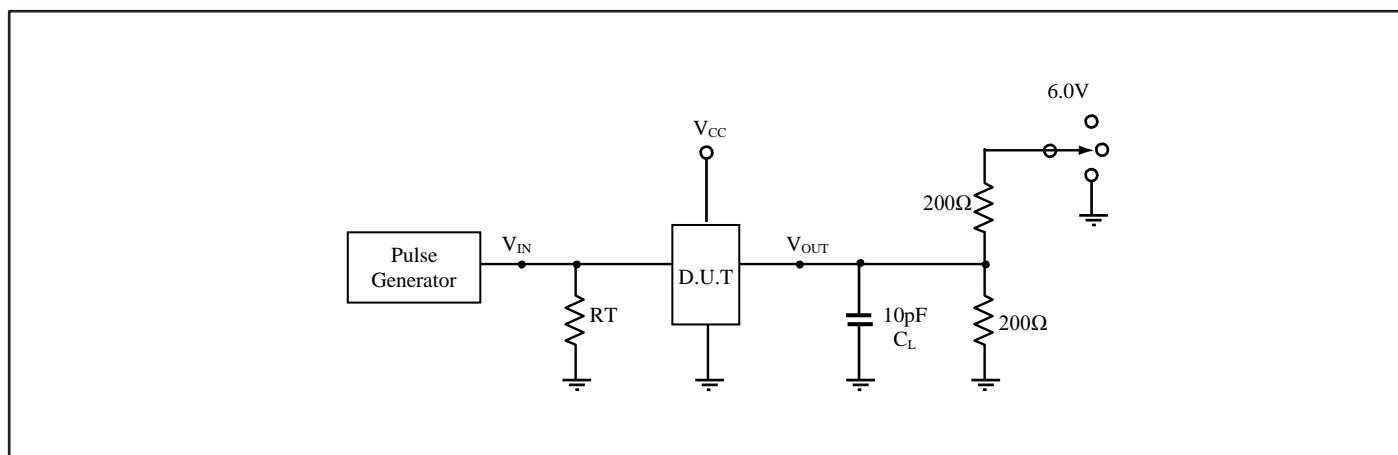 6.0V
VCC
200Ω
Pulse
Generator
VIN
RT
D.U.T
VOUT
10pF
CL
200Ω